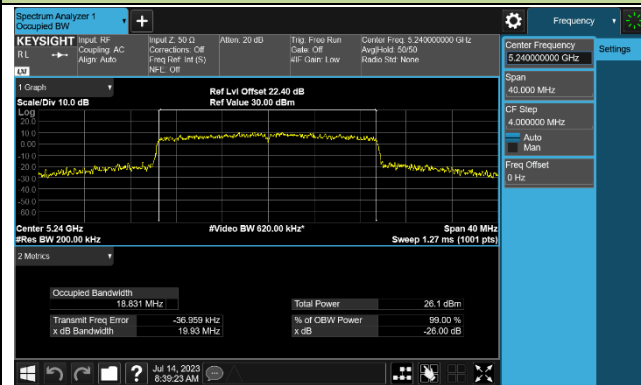 Spectrum Analyzer 1
Occupied BW
Frequency
KEYSIGHT
Input: RF
Coupling: AC
Align: Auto
Input Z: 50 Ω
Corrections: Off
Freq Ref: Int (S)
NFE: Off
Atten: 20 dB
Trig: Free Run
Gate: Off
#IF Gain: Low
Center Freq: 5.240000000 GHz
Avg|Hold: 50/50
Radio Std: None
RL
LXI
1 Graph
Scale/Div 10.0 dB
Ref Lvl Offset 22.40 dB
Ref Value 30.00 dBm
Log
20.0
10.0
0.00
-10.0
-20.0
-30.0
-40.0
-50.0
-60.0
Center 5.24 GHz
#Res BW 200.00 kHz
#Video BW 620.00 kHz*
Span 40 MHz
Sweep 1.27 ms (1001 pts)
2 Metrics
Occupied Bandwidth
18.831 MHz
Total Power 26.1 dBm
Transmit Freq Error -36.959 kHz
% of OBW Power 99.00 %
x dB Bandwidth 19.93 MHz
x dB -26.00 dB
Center Frequency
5.240000000 GHz
Settings
Span
40.000 MHz
CF Step
4.000000 MHz
Auto
Man
Freq Offset
0 Hz
?
Jul 14, 2023
8:39:23 AM